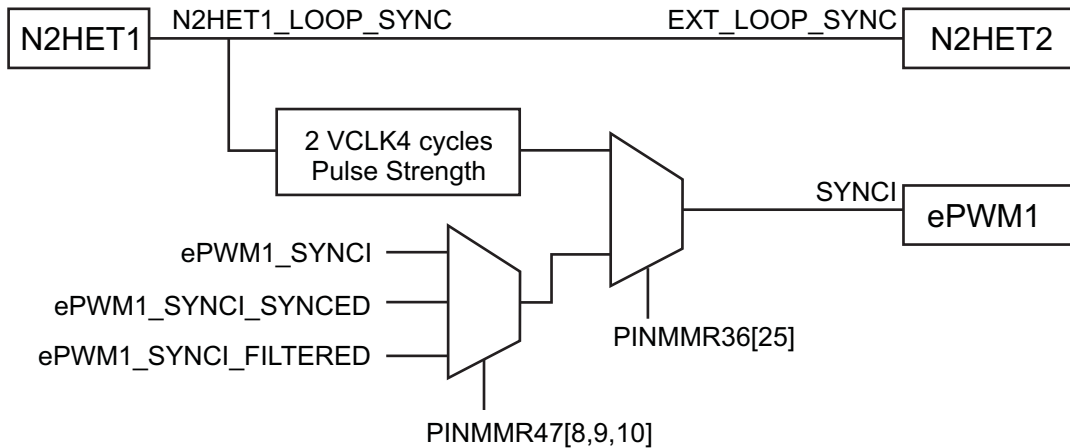 N2HET1
N2HET1_LOOP_SYNC
EXT_LOOP_SYNC
N2HET2
2 VCLK4 cycles
Pulse Strength
SYNCI
ePWM1
ePWM1_SYNCI
ePWM1_SYNCI_SYNCED
ePWM1_SYNCI_FILTERED
PINMMR36[25]
PINMMR47[8,9,10]